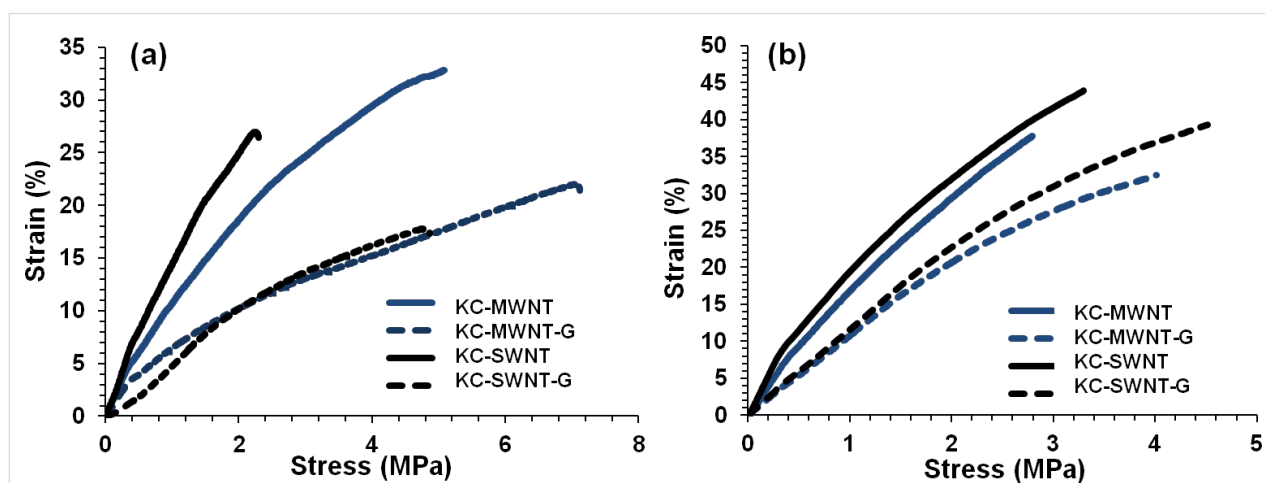 (a)
35
30
25
20
15
10
5
0
Strain (%)
0 2 4 6 8
Stress (MPa)
KC-MWNT
KC-MWNT-G
KC-SWNT
KC-SWNT-G
(b)
50
45
40
35
30
25
20
15
10
5
0
Strain (%)
0 1 2 3 4 5
Stress (MPa)
KC-MWNT
KC-MWNT-G
KC-SWNT
KC-SWNT-G